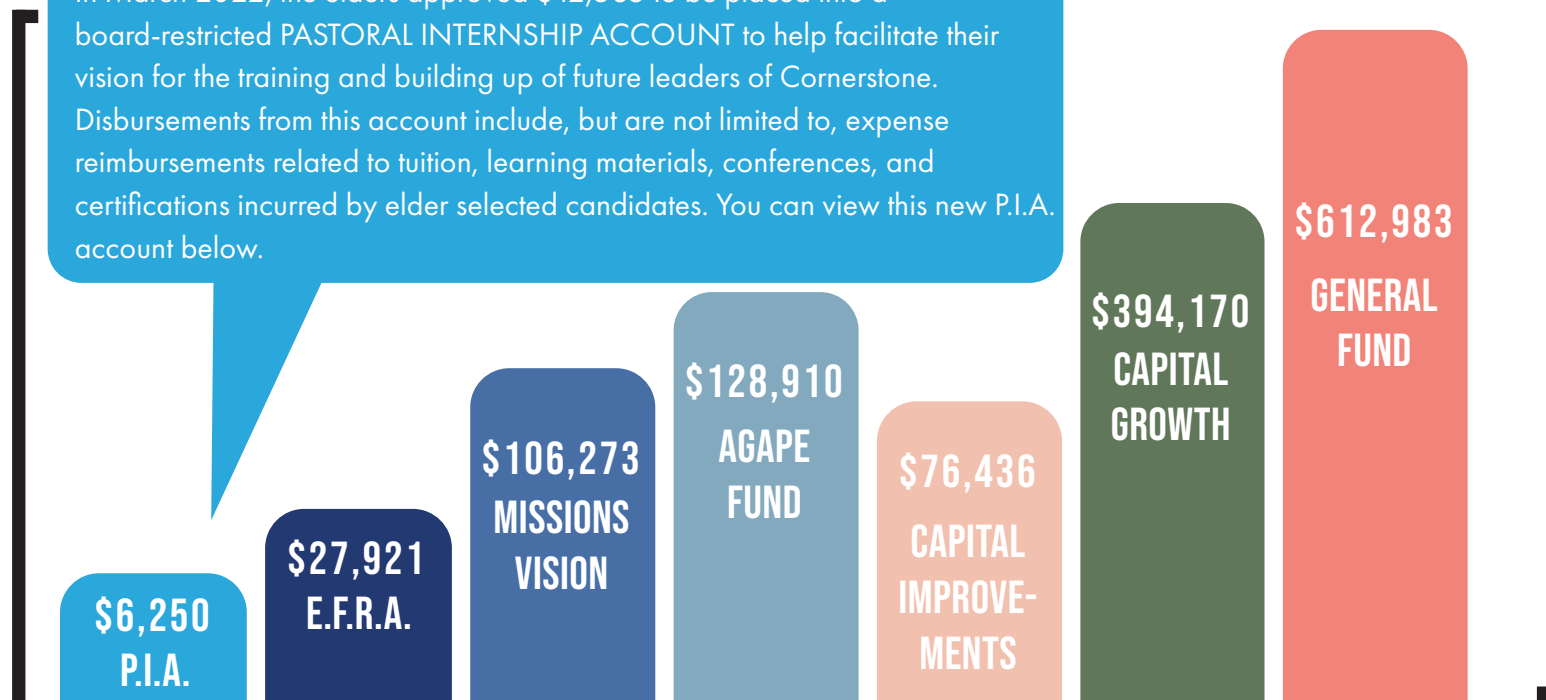 board-restricted PASTORAL INTERNSHIP ACCOUNT to help facilitate their
vision for the training and building up of future leaders of Cornerstone.
Disbursements from this account include, but are not limited to, expense
reimbursements related to tuition, learning materials, conferences, and
certifications incurred by elder selected candidates. You can view this new P.I.A.
account below.
$6,250
P.I.A.
$27,921
E.F.R.A.
$106,273
MISSIONS
VISION
$128,910
AGAPE
FUND
$76,436
CAPITAL
IMPROVE-
MENTS
$394,170
CAPITAL
GROWTH
$612,983
GENERAL
FUND